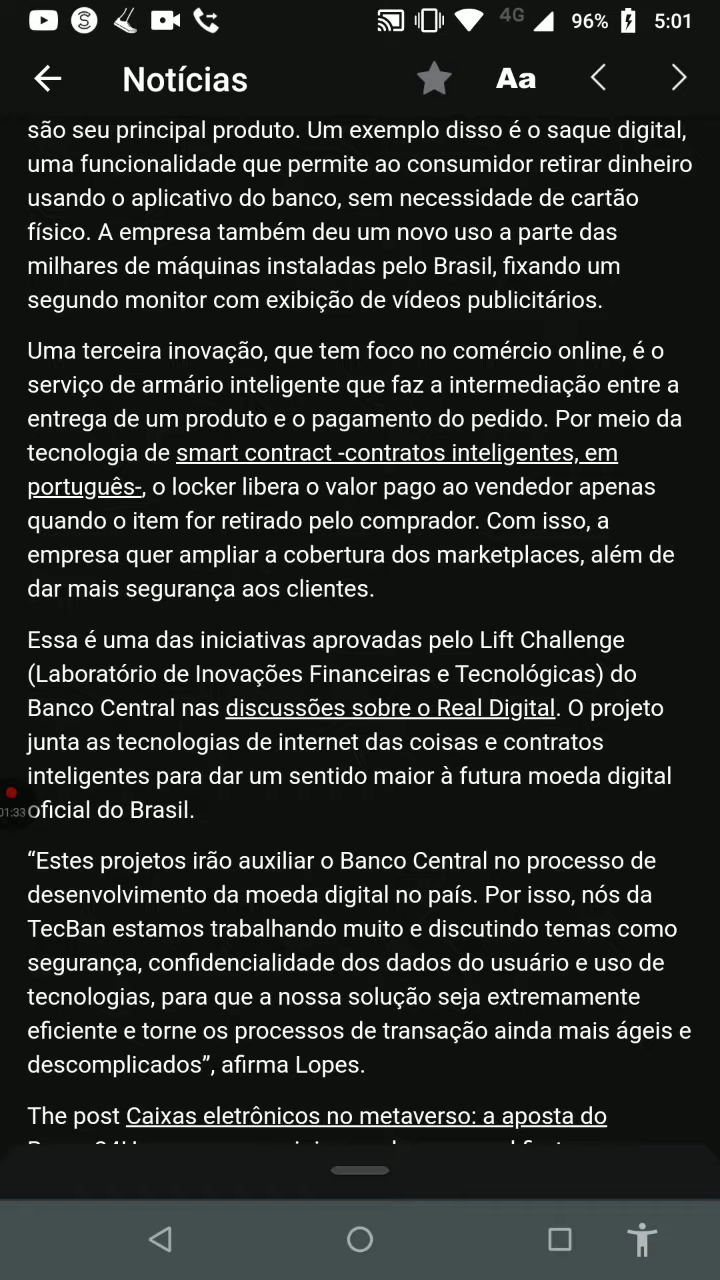 4G 96% 5:01
Notícias Aa
são seu principal produto. Um exemplo disso é o saque digital,
uma funcionalidade que permite ao consumidor retirar dinheiro
usando o aplicativo do banco, sem necessidade de cartão
físico. A empresa também deu um novo uso a parte das
milhares de máquinas instaladas pelo Brasil, fixando um
segundo monitor com exibição de vídeos publicitários.
Uma terceira inovação, que tem foco no comércio online, é o
serviço de armário inteligente que faz a intermediação entre a
entrega de um produto e o pagamento do pedido. Por meio da
tecnologia de smart contract -contratos inteligentes, em
português-, o locker libera o valor pago ao vendedor apenas
quando o item for retirado pelo comprador. Com isso, a
empresa quer ampliar a cobertura dos marketplaces, além de
dar mais segurança aos clientes.
Essa é uma das iniciativas aprovadas pelo Lift Challenge
(Laboratório de Inovações Financeiras e Tecnológicas) do
Banco Central nas discussões sobre o Real Digital. O projeto
junta as tecnologias de internet das coisas e contratos
inteligentes para dar um sentido maior à futura moeda digital
01:33 oficial do Brasil.
“Estes projetos irão auxiliar o Banco Central no processo de
desenvolvimento da moeda digital no país. Por isso, nós da
TecBan estamos trabalhando muito e discutindo temas como
segurança, confidencialidade dos dados do usuário e uso de
tecnologias, para que a nossa solução seja extremamente
eficiente e torne os processos de transação ainda mais ágeis e
descomplicados”, afirma Lopes.
The post Caixas eletrônicos no metaverso: a aposta do